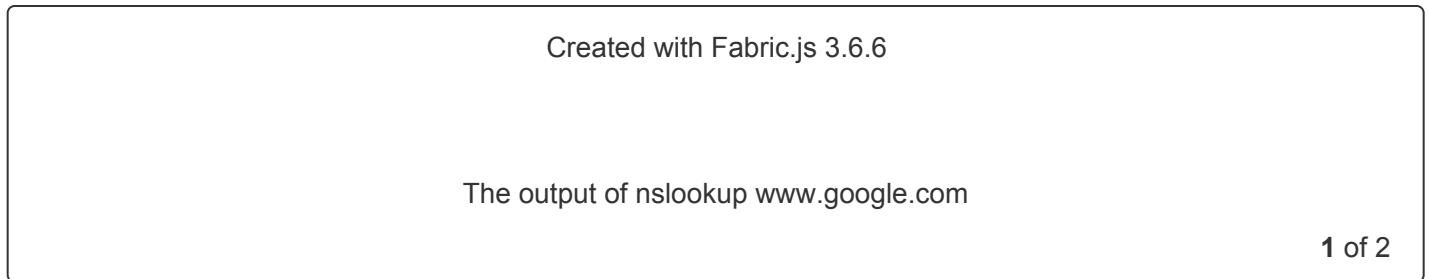 Created with Fabric.js 3.6.6
The output of nslookup www.google.com
1 of 2